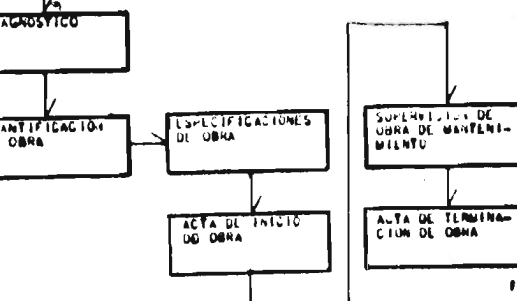 AGNOSTICO
ANTIFICACION
OBRA
ESPECIFICACIONES
DE OBRA
ACTA DE INICIO
DO OBRA
SUPERVISION DE
OBRA DE MANTENI-
MIENTO
ACTA DE TERMINA-
CION DE OBRA